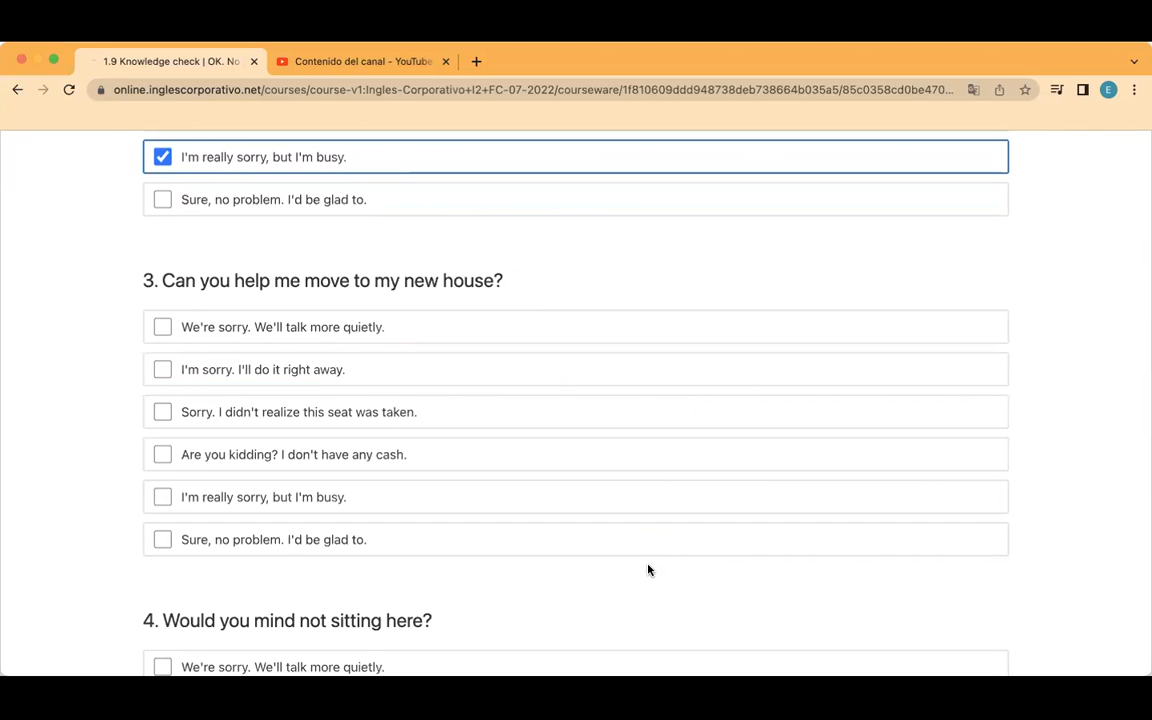 1.9 Knowledge check | OK. No
Contenido del canal - YouTube
online.inglescorporativo.net/courses/course-v1:Ingles-Corporativo+I2+FC-07-2022/courseware/1f810609ddd948738deb738664b035a5/85c0358cd0be470...
E
I'm really sorry, but I'm busy.
Sure, no problem. I'd be glad to.
3. Can you help me move to my new house?
We're sorry. We'll talk more quietly.
I'm sorry. I'll do it right away.
Sorry. I didn't realize this seat was taken.
Are you kidding? I don't have any cash.
I'm really sorry, but I'm busy.
Sure, no problem. I'd be glad to.
4. Would you mind not sitting here?
We're sorry. We'll talk more quietly.